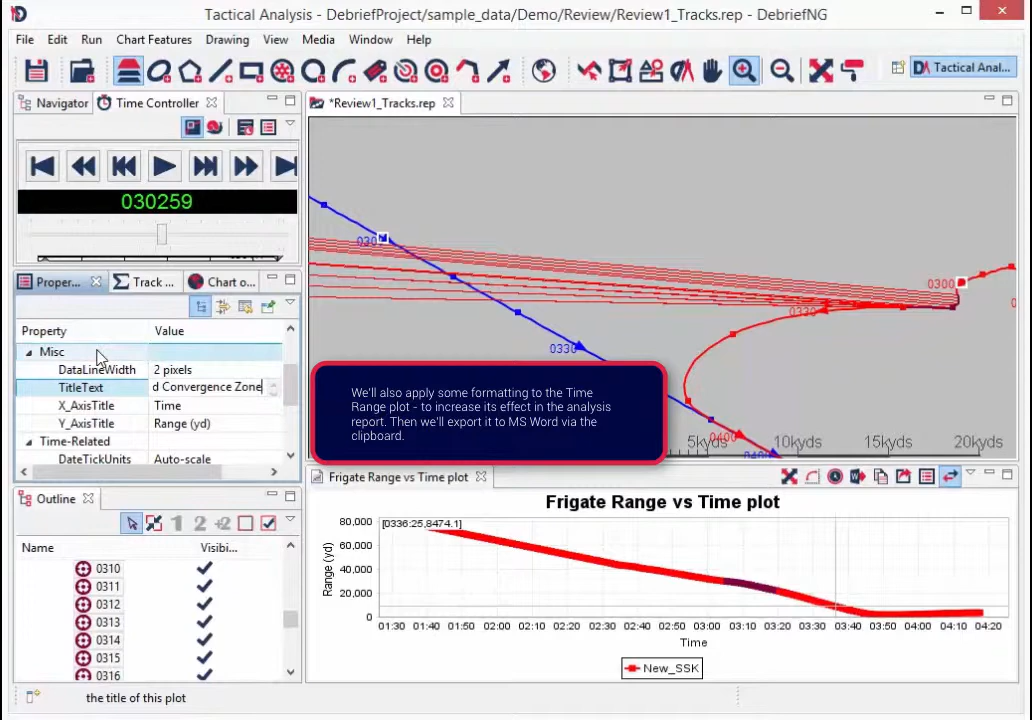 Tactical Analysis - DebriefProject/sample_data/Demo/Review/Review1_Tracks.rep - DebriefNG
File Edit Run Chart Features Drawing View Media Window Help
Tactical Anal...
Navigator Time Controller
*Review1_Tracks.rep
030259
Proper... Track ... Chart o...
Property Value
Misc
DataLineWidth 2 pixels
TitleText d Convergence Zone
X_AxisTitle Time
Y_AxisTitle Range (yd)
Time-Related
DateTickUnits Auto-scale
Outline
Name Visibi...
0310
0311
0312
0313
0314
0315
0316
the title of this plot
0300
0330
0330
0400
5kyds 10kyds 15kyds 20kyds
We'll also apply some formatting to the Time
Range plot - to increase its effect in the analysis
report. Then we'll export it to MS Word via the
clipboard.
Frigate Range vs Time plot
Frigate Range vs Time plot
[0336:25,8474.1]
Range (yd)
80,000
60,000
40,000
20,000
0
01:30 01:40 01:50 02:00 02:10 02:20 02:30 02:40 02:50 03:00 03:10 03:20 03:30 03:40 03:50 04:00 04:10 04:20
Time
New_SSK